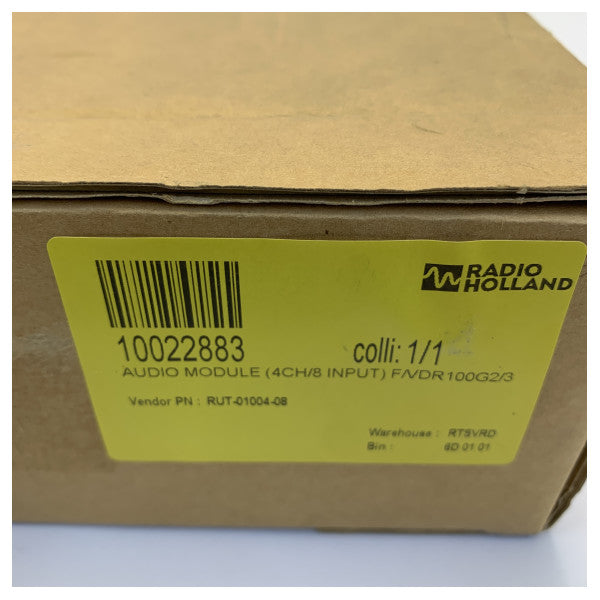 RADIO
HOLLAND
10022883 colli: 1/1
AUDIO MODULE (4CH/8 INPUT) F/VDR100G2/3
Vendor PN : RUT-01004-08
Warehouse : RTSVRD
Bin : 6D 01 01